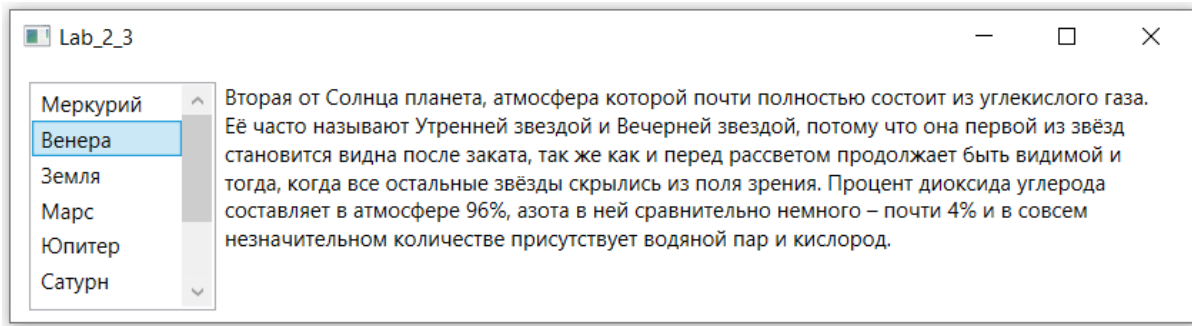 Lab_2_3
Меркурий
Венера
Земля
Марс
Юпитер
Сатурн
Вторая от Солнца планета, атмосфера которой почти полностью состоит из углекислого газа.
Её часто называют Утренней звездой и Вечерней звездой, потому что она первой из звёзд
становится видна после заката, так же как и перед рассветом продолжает быть видимой и
тогда, когда все остальные звёзды скрылись из поля зрения. Процент диоксида углерода
составляет в атмосфере 96%, азота в ней сравнительно немного – почти 4% и в совсем
незначительном количестве присутствует водяной пар и кислород.